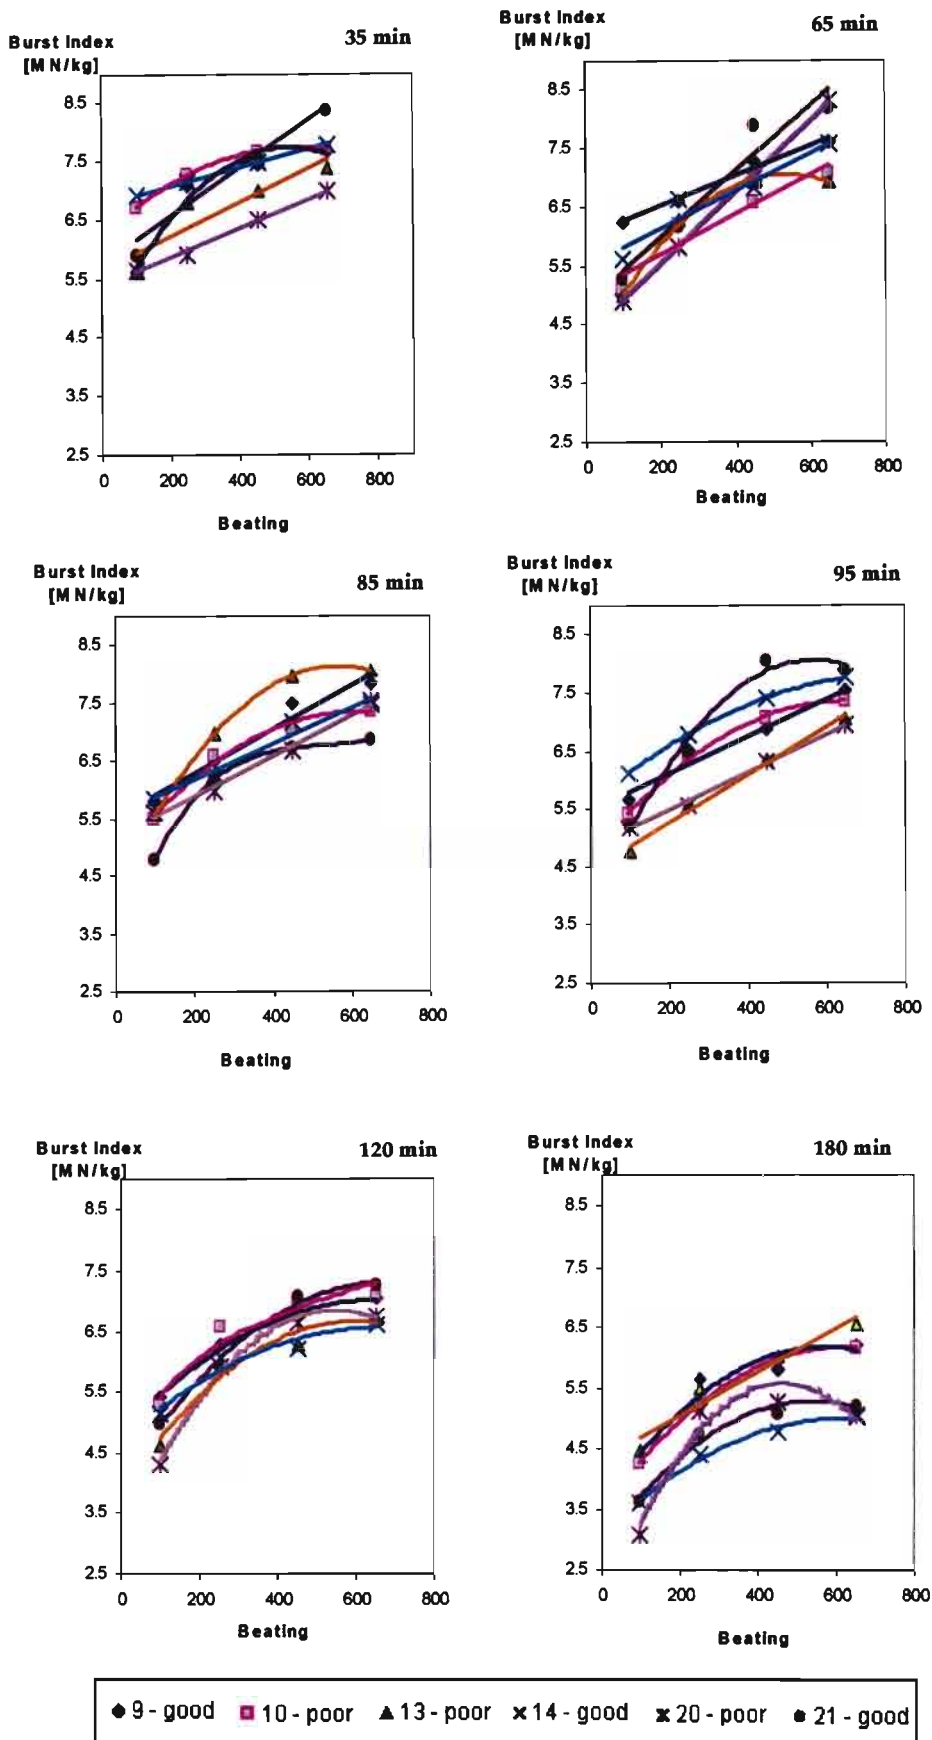 Burst Index
[MN/kg]
35 min
8.5
7.5
6.5
5.5
4.5
3.5
2.5
0 200 400 600 800
Beating
Burst Index
[MN/kg]
65 min
8.5
7.5
6.5
5.5
4.5
3.5
2.5
0 200 400 600 800
Beating
Burst Index
[MN/kg]
85 min
8.5
7.5
6.5
5.5
4.5
3.5
2.5
0 200 400 600 800
Beating
Burst Index
[MN/kg]
95 min
8.5
7.5
6.5
5.5
4.5
3.5
2.5
0 200 400 600 800
Beating
Burst Index
[MN/kg]
120 min
8.5
7.5
6.5
5.5
4.5
3.5
2.5
0 200 400 600 800
Beating
Burst Index
[MN/kg]
180 min
8.5
7.5
6.5
5.5
4.5
3.5
2.5
0 200 400 600 800
Beating
9 - good 10 - poor 13 - poor 14 - good 20 - poor 21 - good